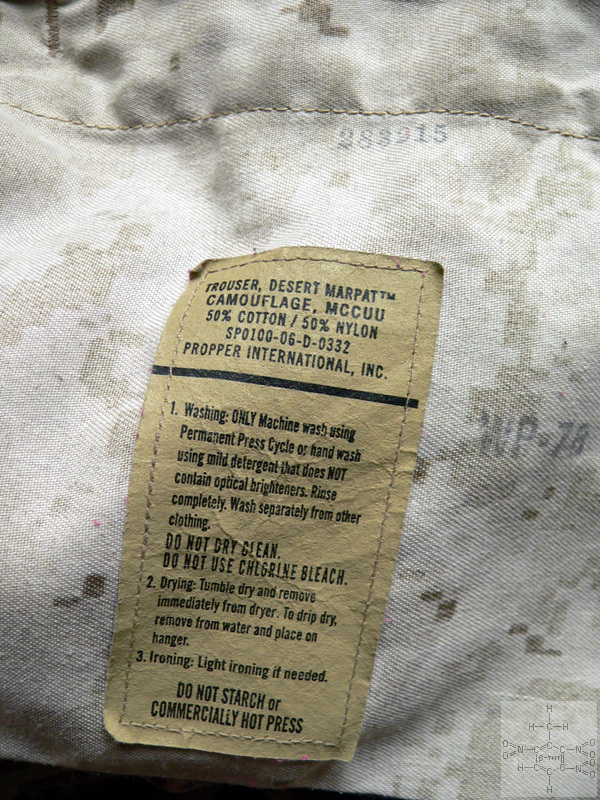 283915
TROUSER, DESERT MARPAT™
CAMOUFLAGE, MCCUU
50% COTTON / 50% NYLON
SP0100-06-D-0332
PROPPER INTERNATIONAL, INC.
1. Washing: ONLY Machine wash using
Permanent Press Cycle or hand wash
using mild detergent that does NOT
contain optical brighteners. Rinse
completely. Wash separately from other
clothing.
DO NOT DRY CLEAN.
DO NOT USE CHLORINE BLEACH.
2. Drying: Tumble dry and remove
immediately from dryer. To drip dry,
remove from water and place on
hanger.
3. Ironing: Light ironing if needed.
DO NOT STARCH or
COMMERCIALLY HOT PRESS